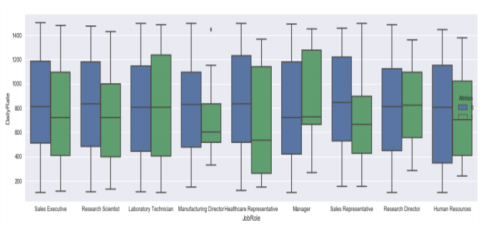 1400
1200
1000
800
600
400
200
DailyRate
Sales Executive Research Scientist Laboratory Technician Manufacturing Director Healthcare Representative Manager Sales Representative Research Director Human Resources
JobRole